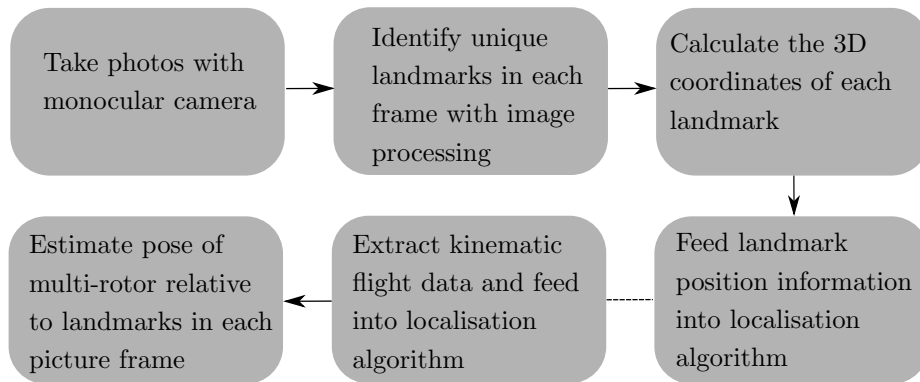 Take photos with
monocular camera
Identify unique
landmarks in each
frame with image
processing
Calculate the 3D
coordinates of each
landmark
Feed landmark
position information
into localisation
algorithm
Extract kinematic
flight data and feed
into localisation
algorithm
Estimate pose of
multi-rotor relative
to landmarks in each
picture frame